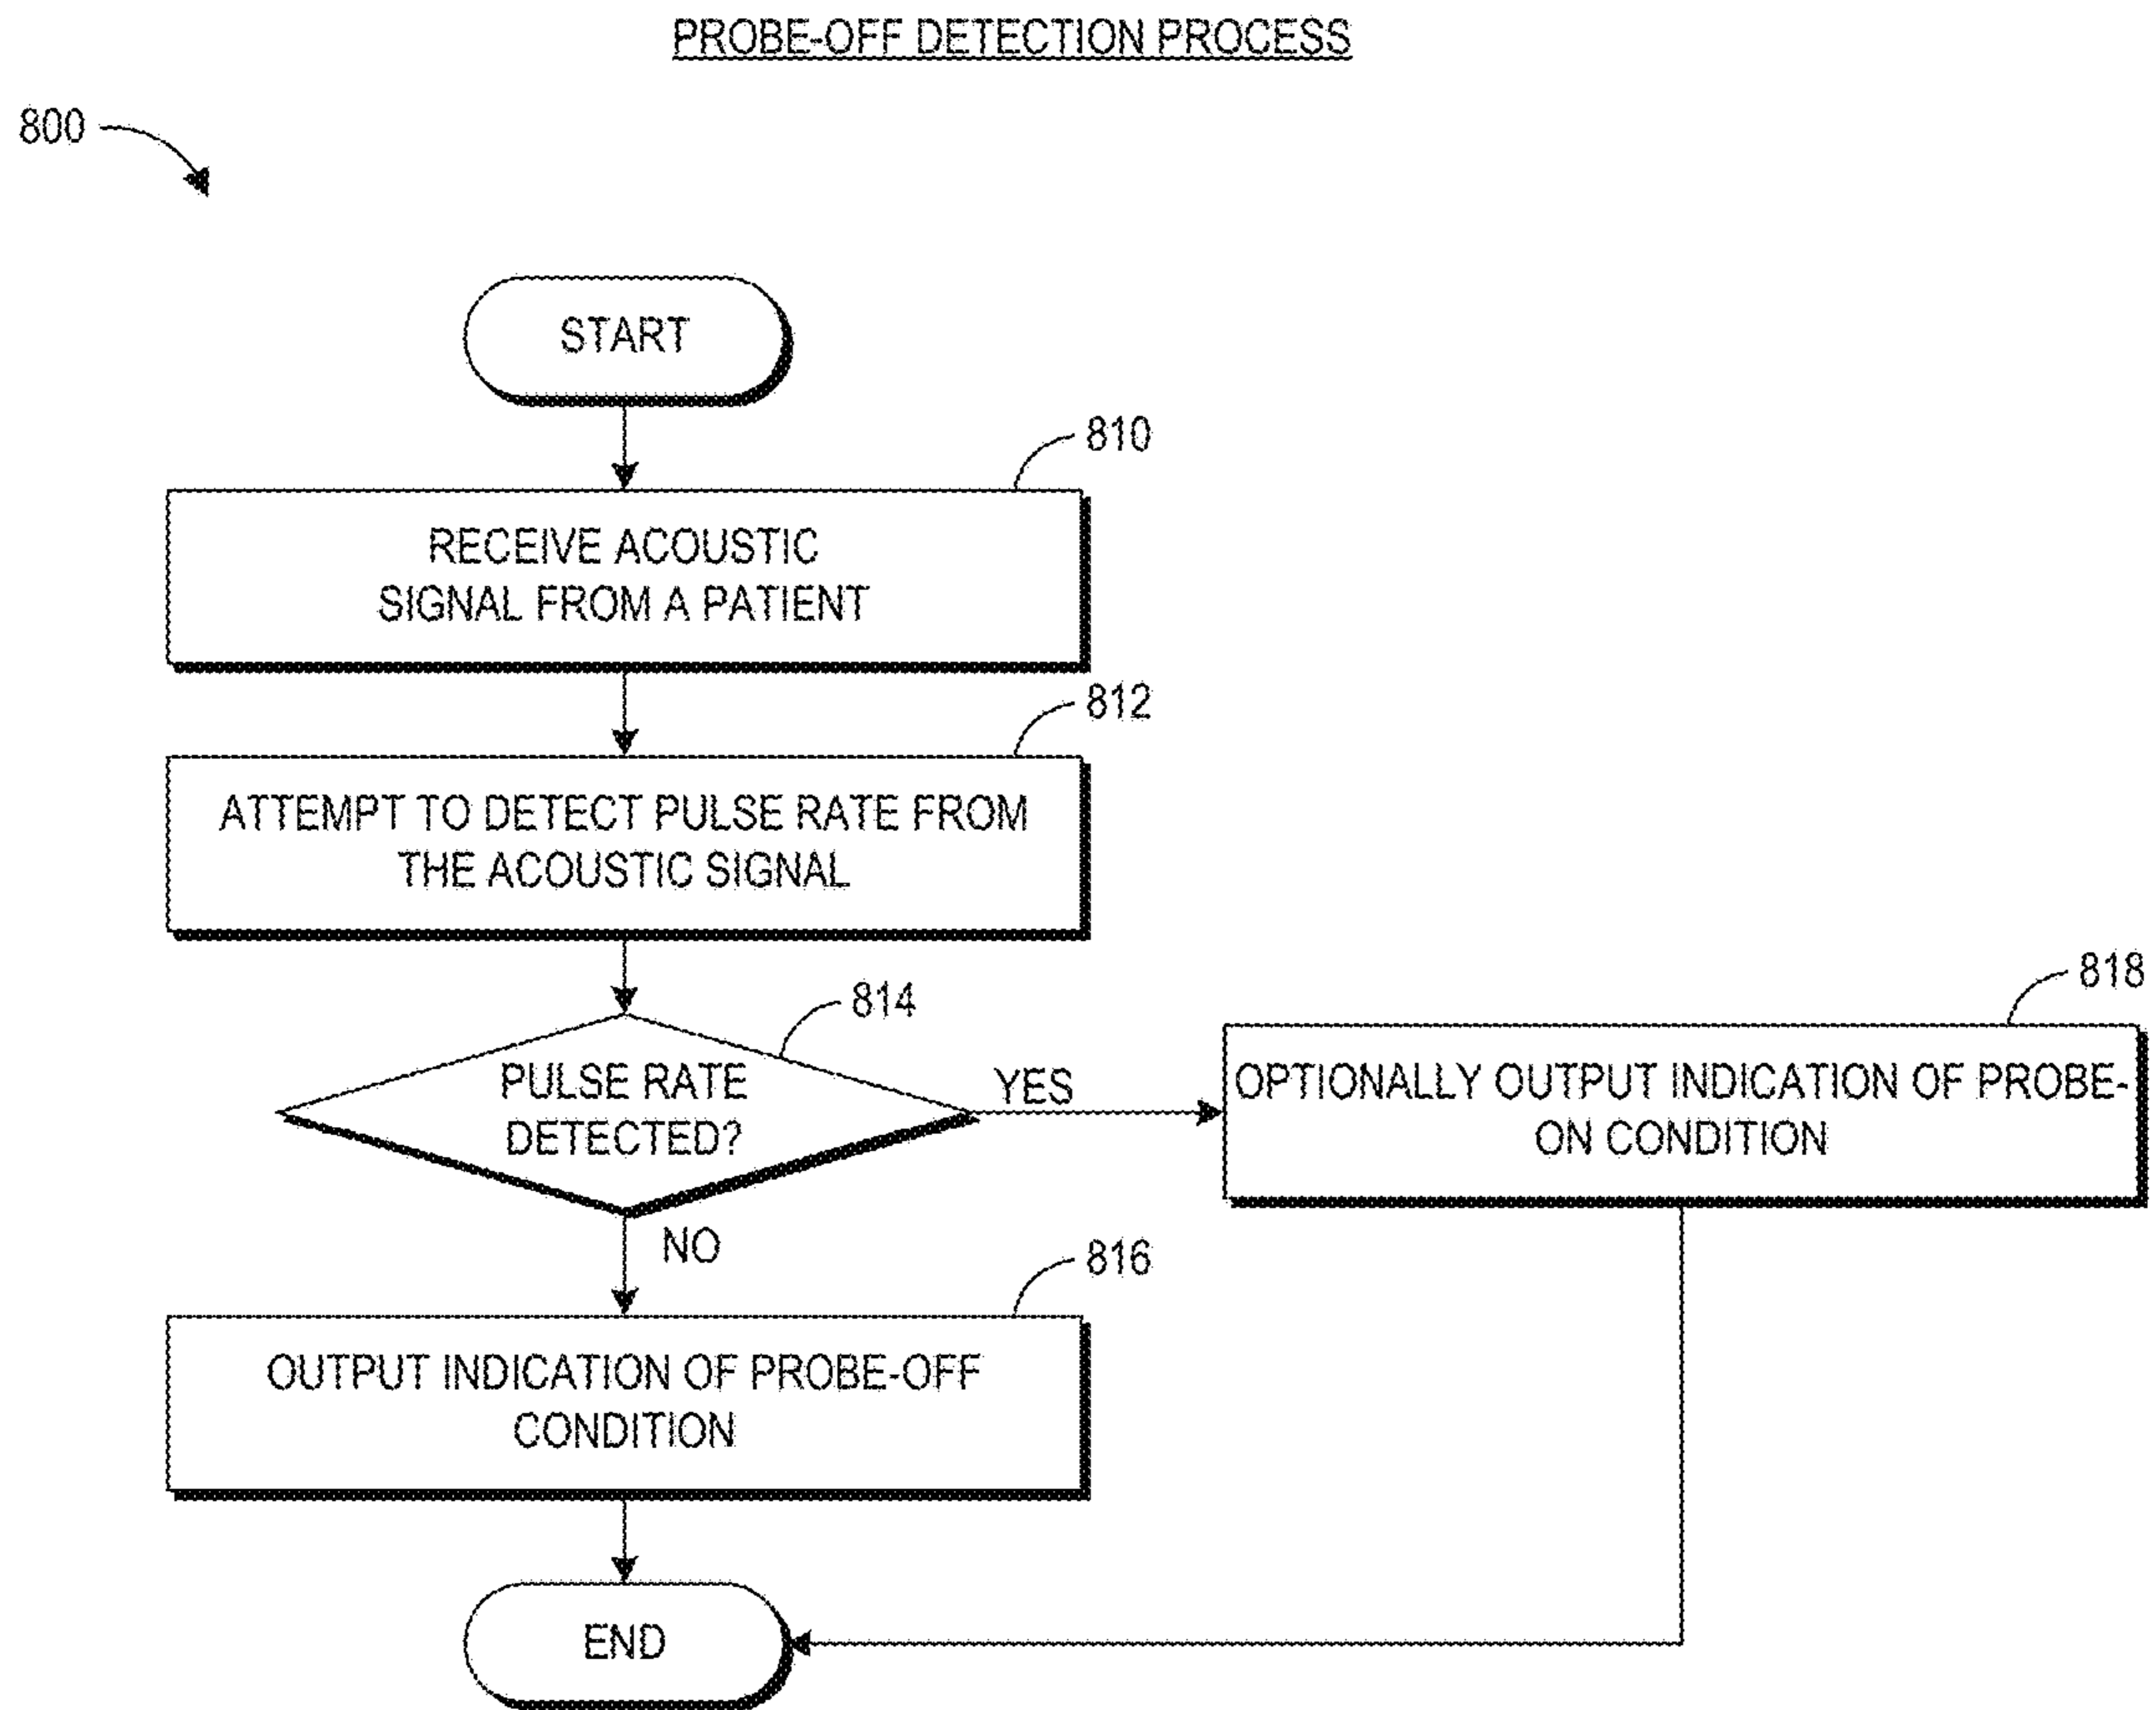 PROBE-OFF DETECTION PROCESS
800
START
810
RECEIVE ACOUSTIC
SIGNAL FROM A PATIENT
812
ATTEMPT TO DETECT PULSE RATE FROM
THE ACOUSTIC SIGNAL
814
PULSE RATE
DETECTED?
YES
818
OPTIONALLY OUTPUT INDICATION OF PROBE-
ON CONDITION
NO
816
OUTPUT INDICATION OF PROBE-OFF
CONDITION
END